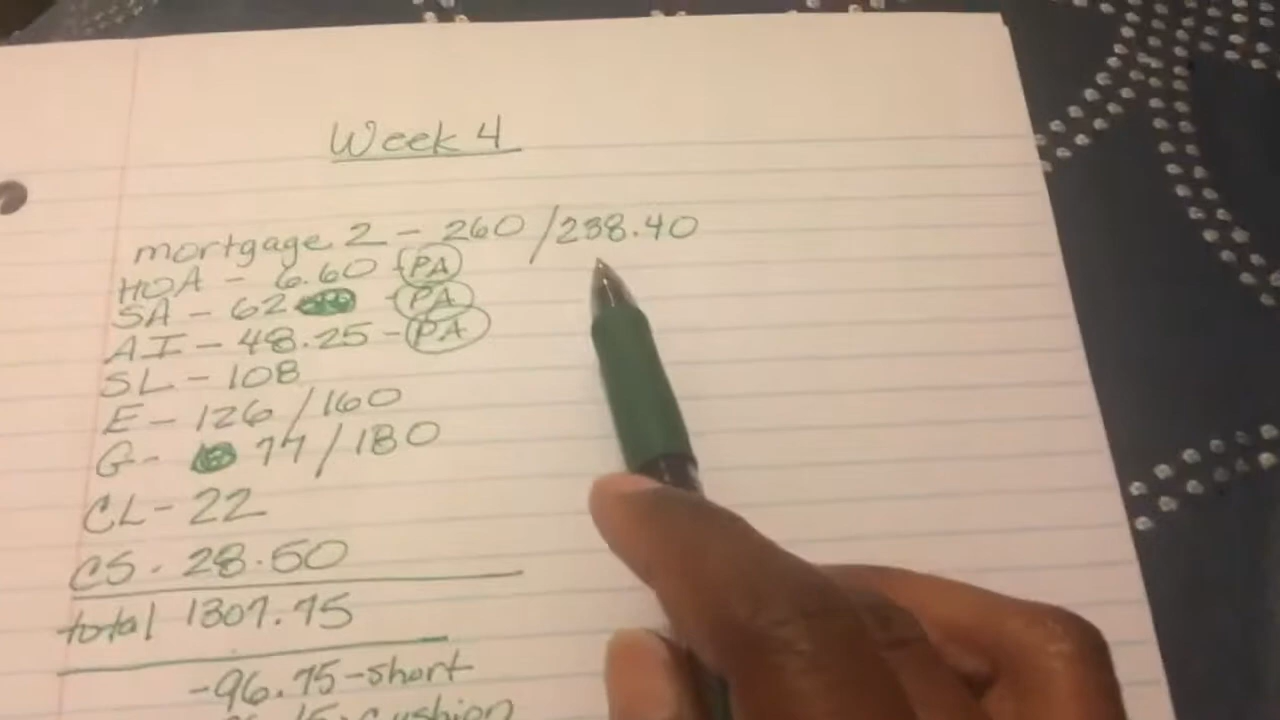 Week 4
mortgage 2 - 260 / 238.40
HOA - 6.60 - PA
SA - 62 - PA
AI - 48.25 - PA
SL - 108
E - 126 / 160
G - 77 / 180
CL - 22
CS. 28.50
total 1307.75
-96.75 - short
cushion